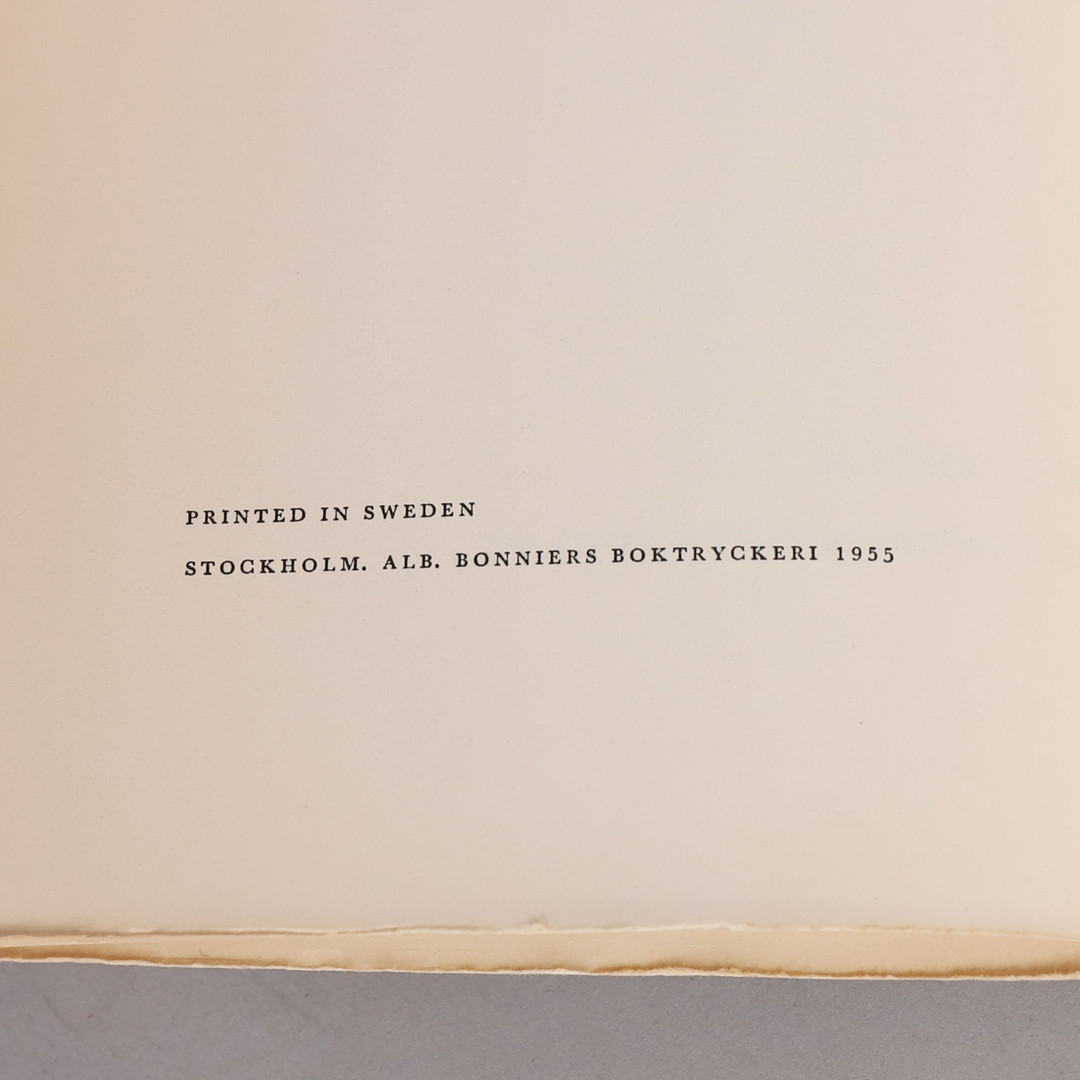 PRINTED IN SWEDEN
STOCKHOLM. ALB. BONNIERS BOKTRYCKERI 1955